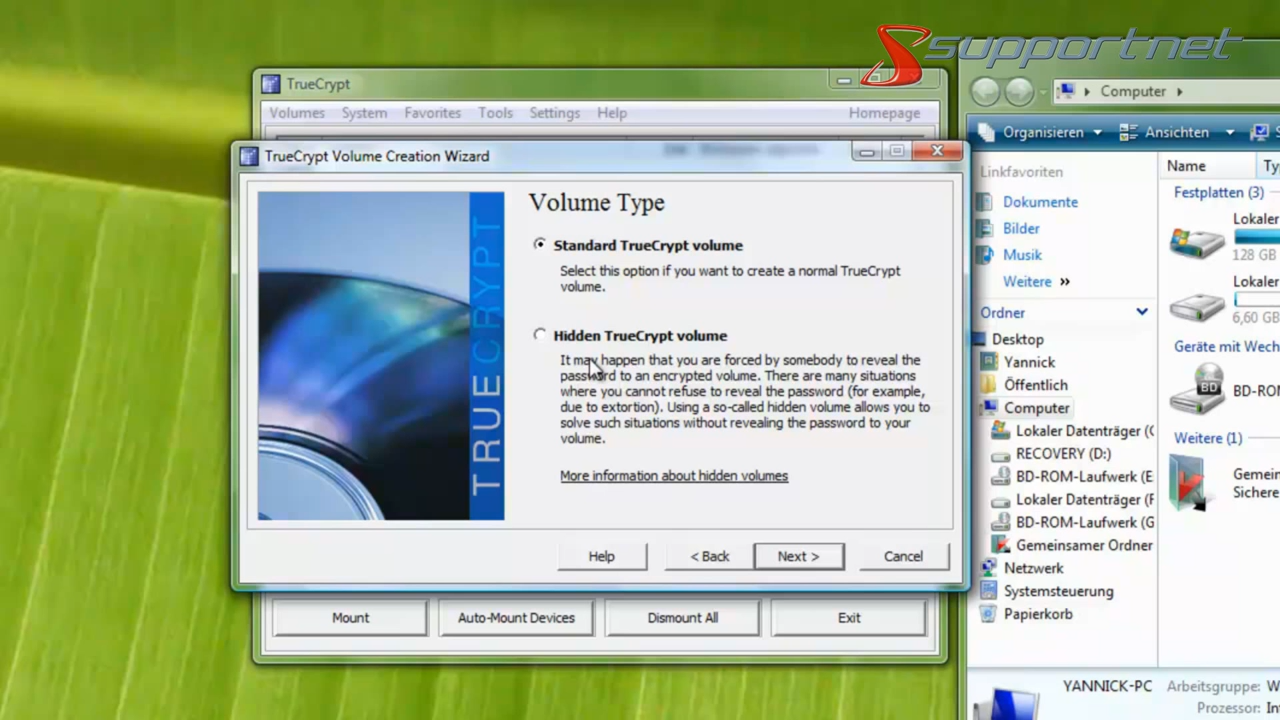 supportnet
TrueCrypt
Volumes System Favorites Tools Settings Help Homepage
TrueCrypt Volume Creation Wizard
TRUECRYPT
Volume Type
Standard TrueCrypt volume
Select this option if you want to create a normal TrueCrypt
volume.
Hidden TrueCrypt volume
It may happen that you are forced by somebody to reveal the
password to an encrypted volume. There are many situations
where you cannot refuse to reveal the password (for example,
due to extortion). Using a so-called hidden volume allows you to
solve such situations without revealing the password to your
volume.
More information about hidden volumes
Help < Back Next > Cancel
Mount Auto-Mount Devices Dismount All Exit
Computer
Organisieren Ansichten S
Linkfavoriten
Dokumente
Bilder
Musik
Weitere »
Ordner
Desktop
Yannick
Öffentlich
Computer
Lokaler Datenträger (C
RECOVERY (D:)
BD-ROM-Laufwerk (E
Lokaler Datenträger (F
BD-ROM-Laufwerk (G
Gemeinsamer Ordner
Netzwerk
Systemsteuerung
Papierkorb
Name Ty
Festplatten (3)
Lokaler
128 GB
Lokaler
6,60 GB
Geräte mit Wech
BD
BD-RO
Weitere (1)
Gemein
Sichere
YANNICK-PC Arbeitsgruppe: W
Prozessor: In